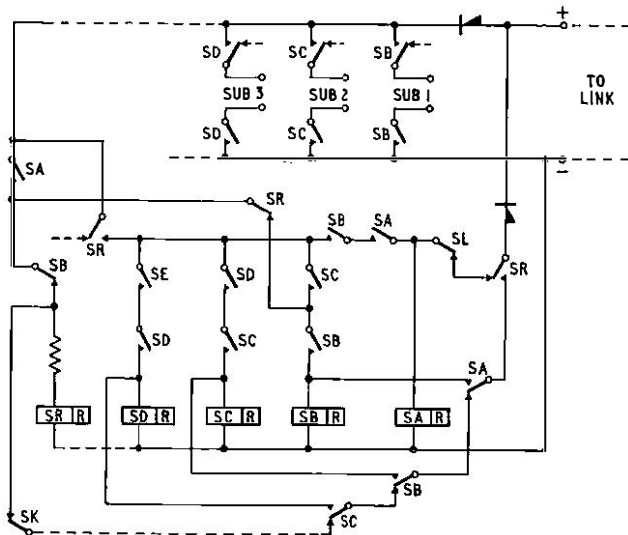 +
SD
SC
SB
TO
LINK
SUB 3
SUB 2
SUB 1
SD
SC
SB
−
SA
SR
SR
SB
SA
SL
SR
SB
SE
SD
SC
SD
SC
SB
SA
SR R
SD R
SC R
SB R
SA R
SB
SC
SK